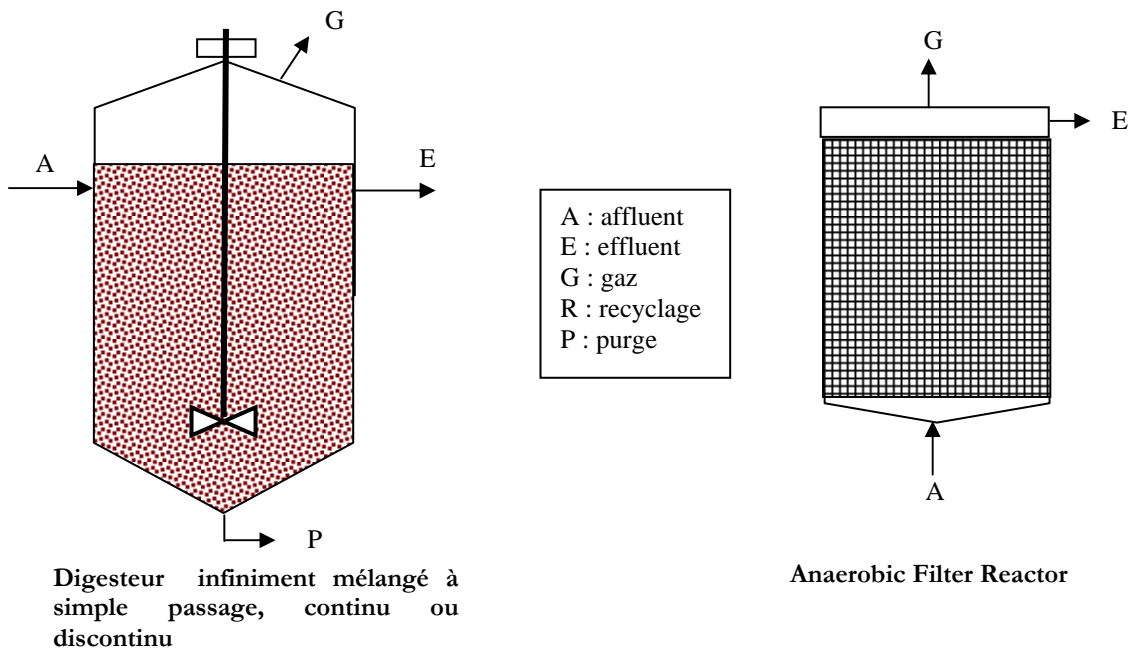 G
A
E
P
Digesteur infiniment mélangé à
simple passage, continu ou
discontinu
A : affluent
E : effluent
G : gaz
R : recyclage
P : purge
G
E
A
Anaerobic Filter Reactor